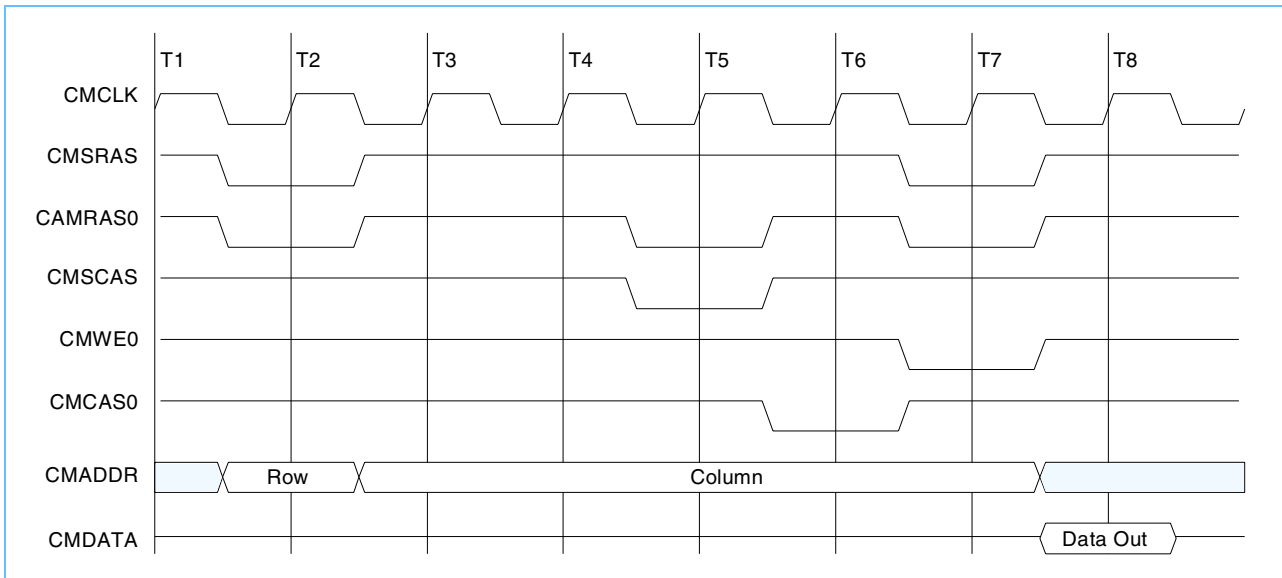 T1 T2 T3 T4 T5 T6 T7 T8
CMCLK
CMSRAS
CAMRAS0
CMSCAS
CMWE0
CMCAS0
CMADDR Row Column
CMDATA Data Out